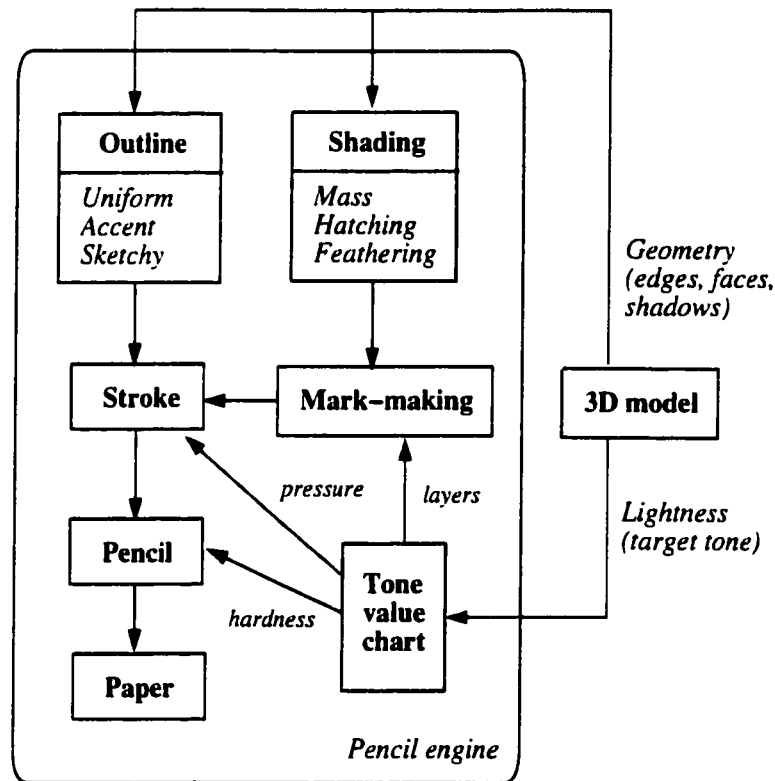 Outline
Uniform
Accent
Sketchy
Shading
Mass
Hatching
Feathering
Geometry
(edges, faces,
shadows)
Stroke
Mark-making
3D model
pressure
layers
Lightness
(target tone)
Pencil
hardness
Tone
value
chart
Paper
Pencil engine